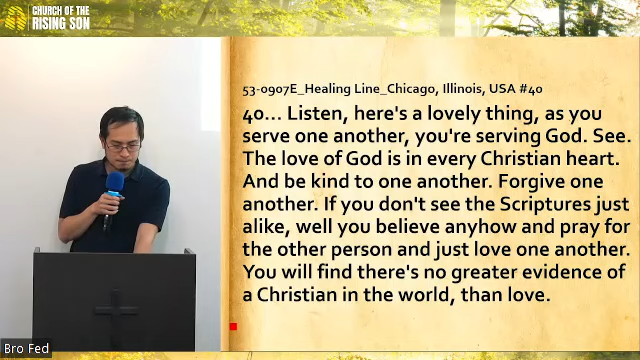 CHURCH OF THE
RISING SON
53-0907E_Healing Line_Chicago, Illinois, USA #40
40... Listen, here's a lovely thing, as you
serve one another, you're serving God. See.
The love of God is in every Christian heart.
And be kind to one another. Forgive one
another. If you don't see the Scriptures just
alike, well you believe anyhow and pray for
the other person and just love one another.
You will find there's no greater evidence of
a Christian in the world, than love.
Bro Fed